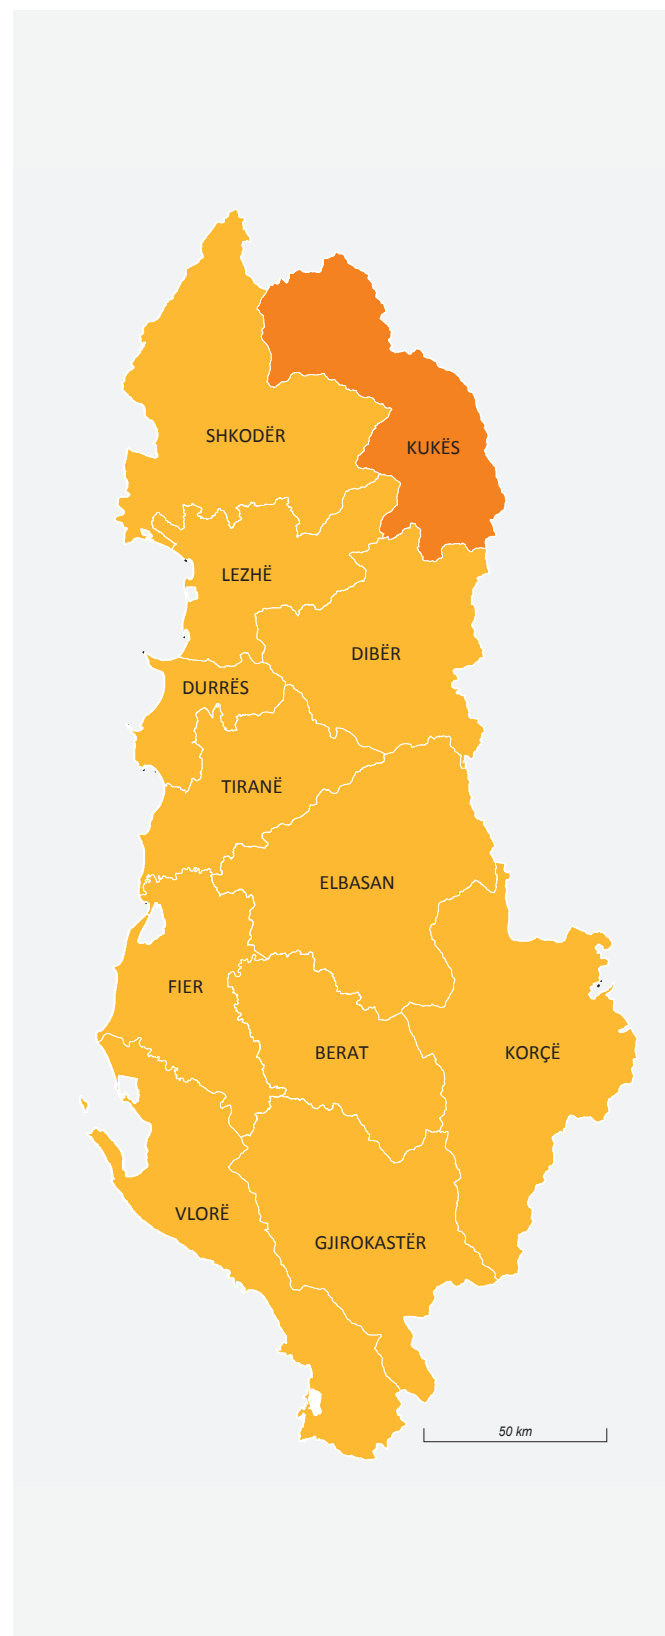 SHKODËR
KUKËS
LEZHË
DIBËR
DURRËS
TIRANË
ELBASAN
FIER
BERAT
KORÇË
VLORË
GJIROKASTËR
50 km